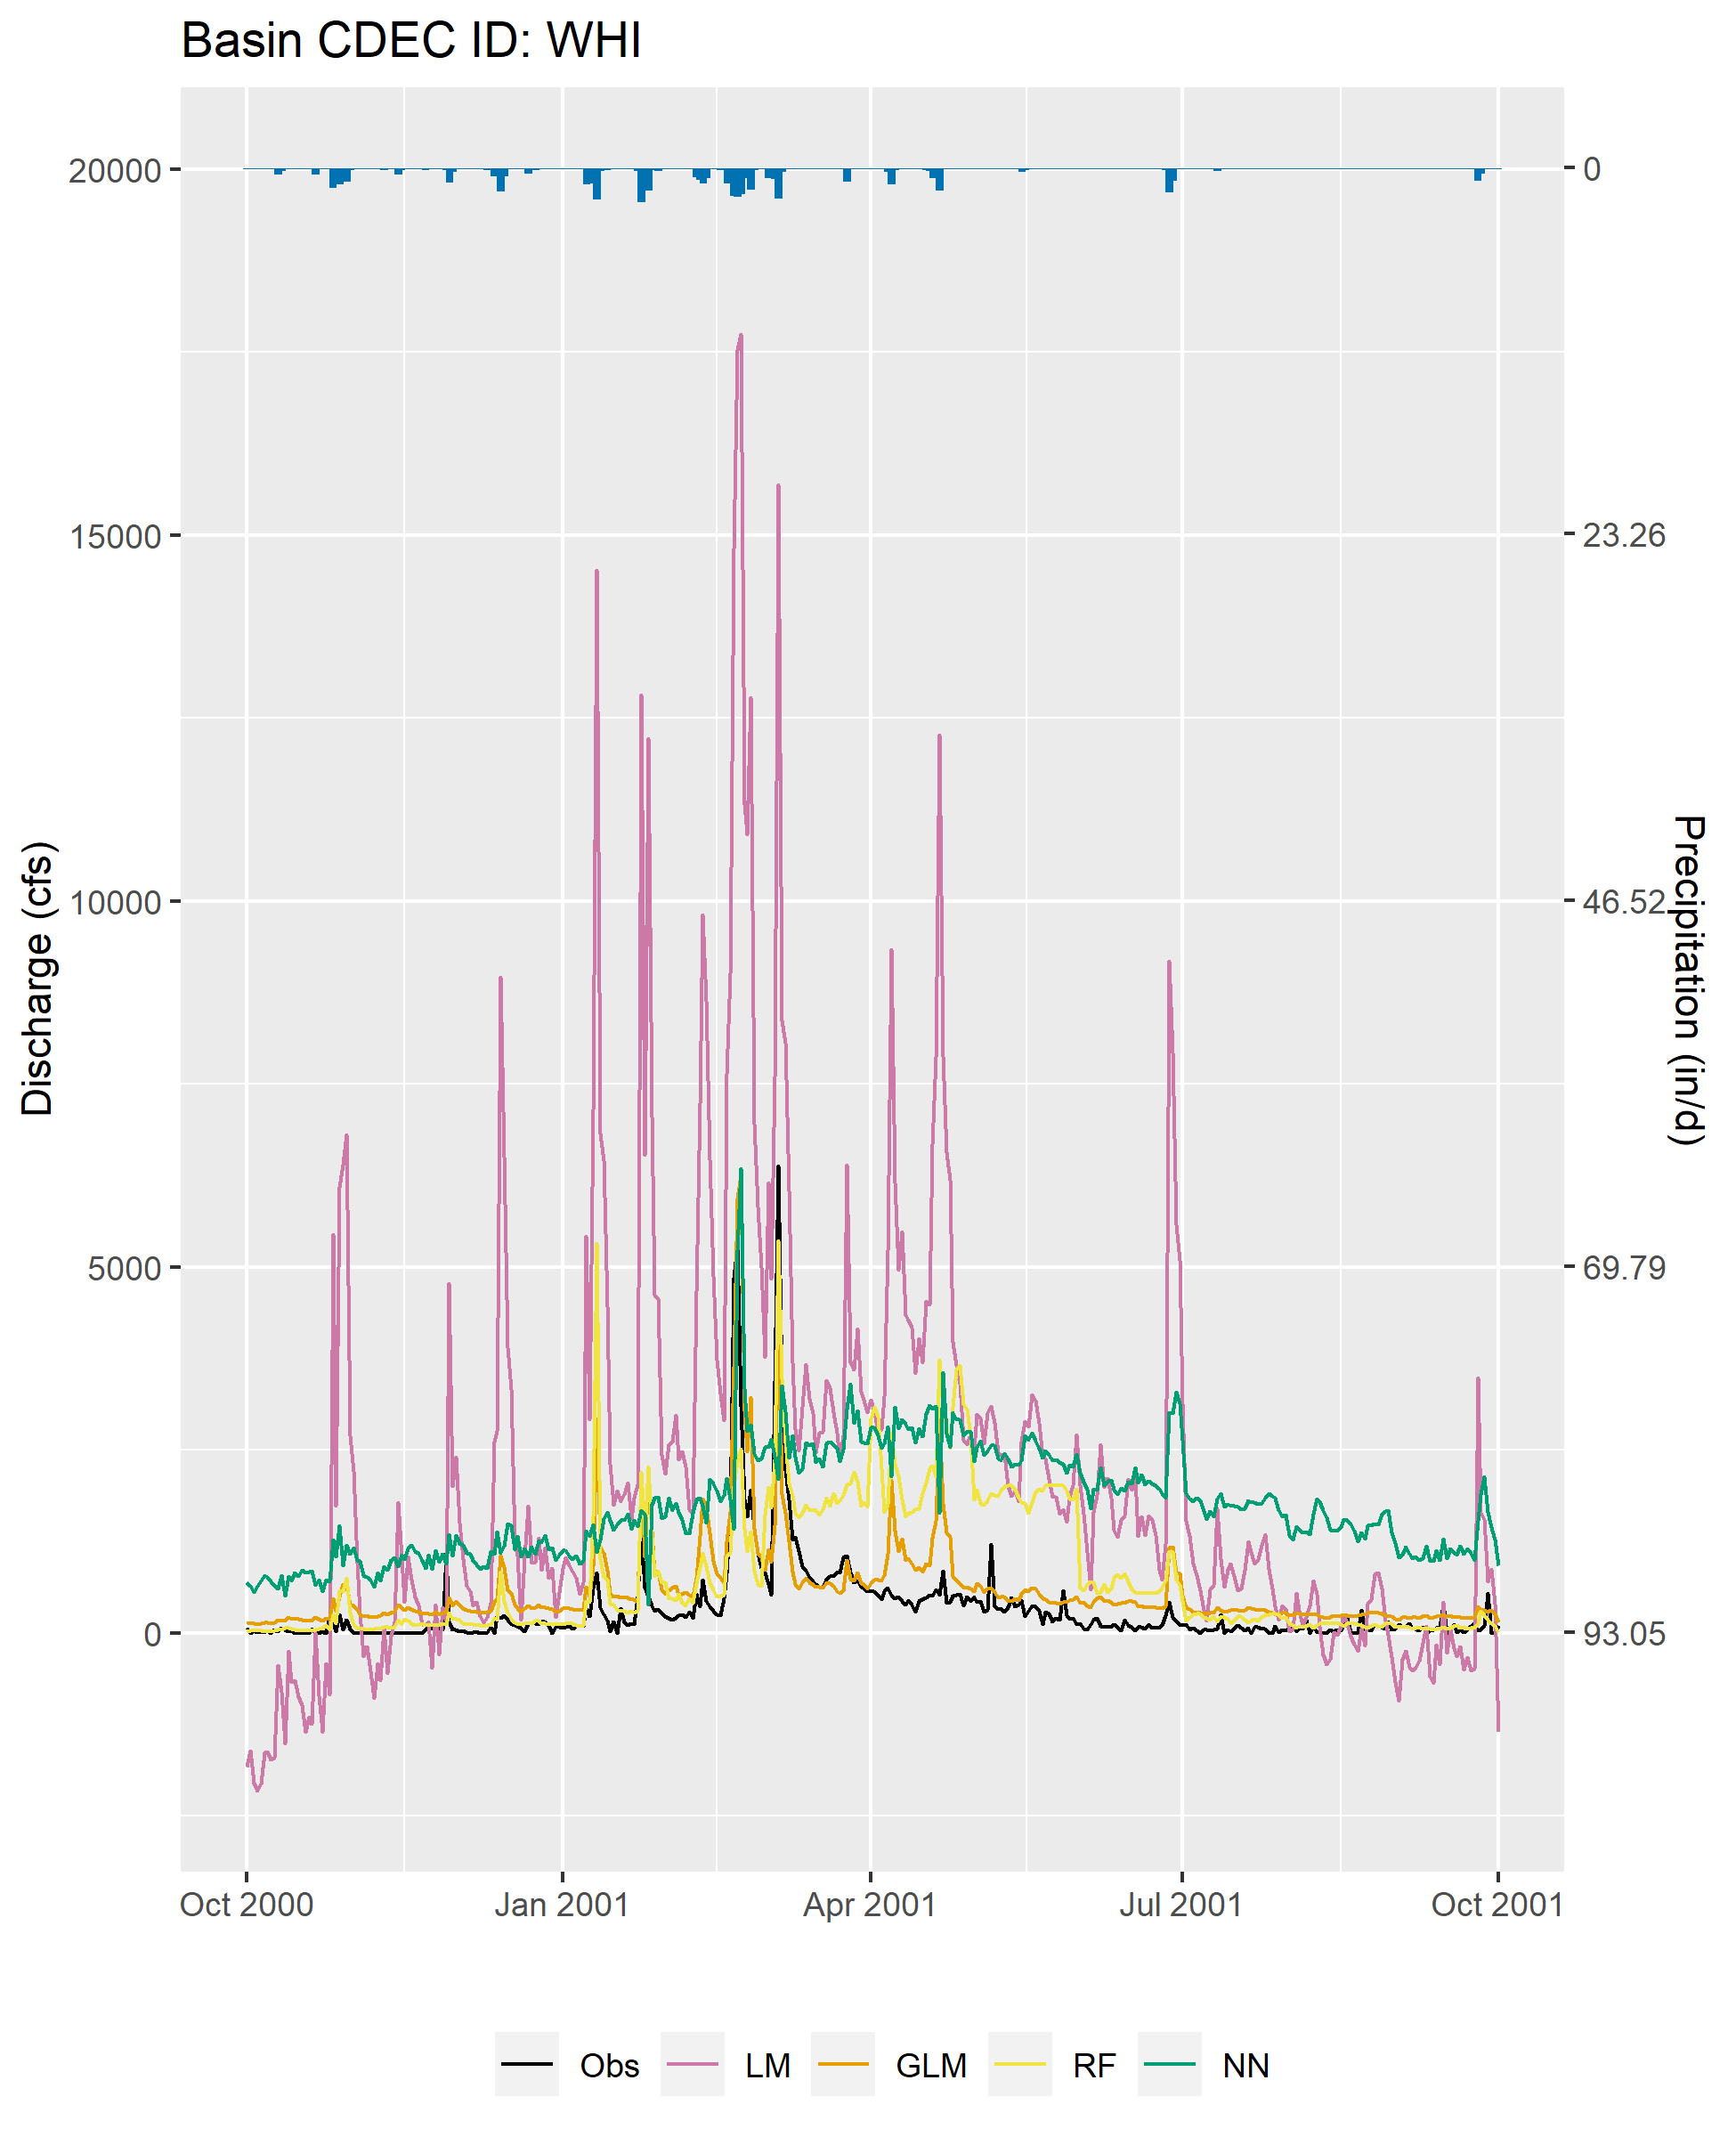 Basin CDEC ID: WHI
20000
15000
10000
5000
0
Discharge (cfs)
0
23.26
46.52
69.79
93.05
Precipitation (in/d)
Oct 2000 Jan 2001 Apr 2001 Jul 2001 Oct 2001
Obs LM GLM RF NN